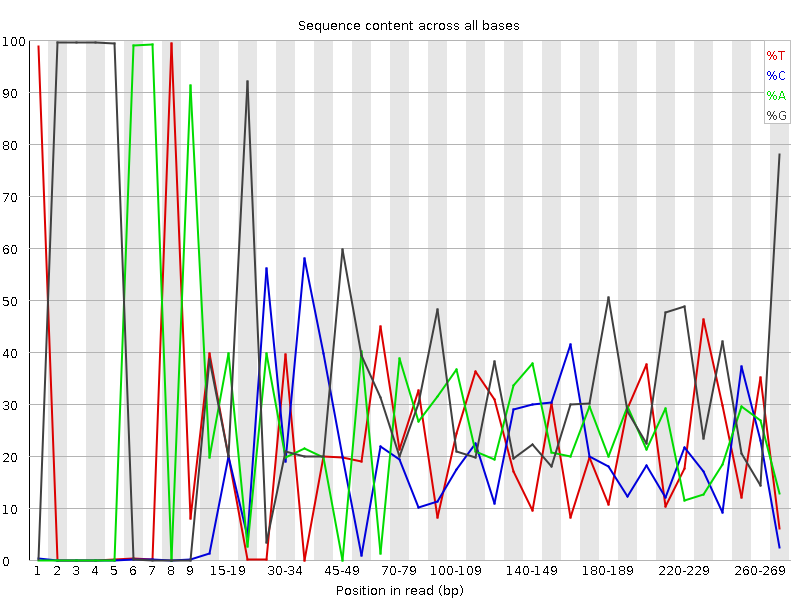 Sequence content across all bases
100
90
80
70
60
50
40
30
20
10
0
%T
%C
%A
%G
1 2 3 4 5 6 7 8 9 15-19 30-34 45-49 70-79 100-109 140-149 180-189 220-229 260-269
Position in read (bp)